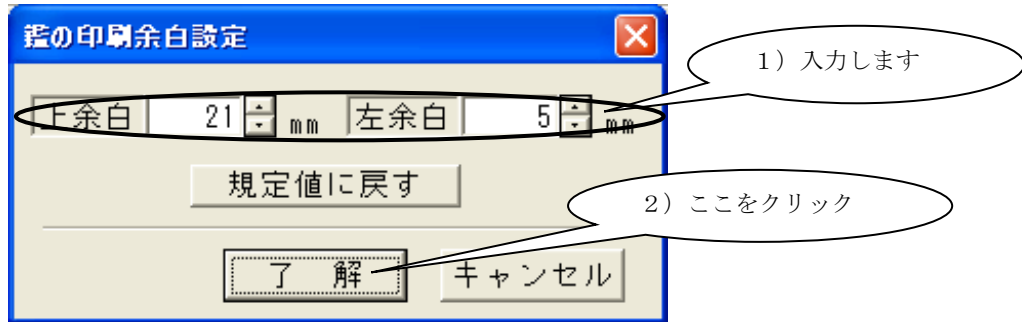 鑑の印刷余白設定
1）入力します
上余白 21 mm 左余白 5 mm
規定値に戻す
2）ここをクリック
了 解 キャンセル